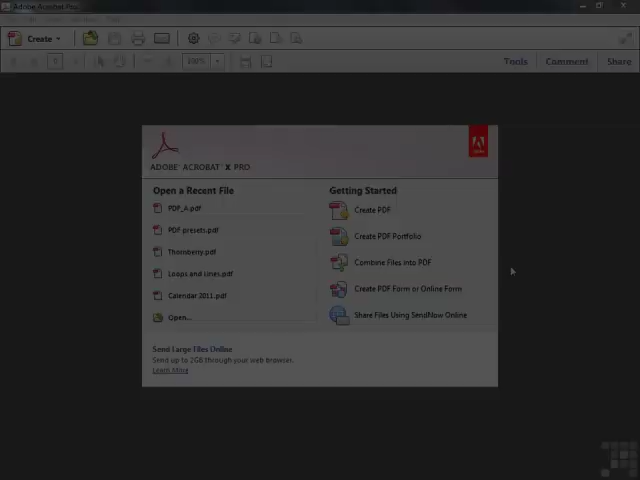 Adobe Acrobat Pro
Create
0
100%
Tools
Comment
Share
ADOBE® ACROBAT® X PRO
Open a Recent File
PDF_A.pdf
PDF presets.pdf
Thornberry.pdf
Loops and Lines.pdf
Calendar 2011.pdf
Open...
Getting Started
Create PDF
Create PDF Portfolio
Combine Files into PDF
Create PDF Form or Online Form
Share Files Using SendNow Online
Send Large Files Online
Send up to 2GB through your web browser.
Learn More